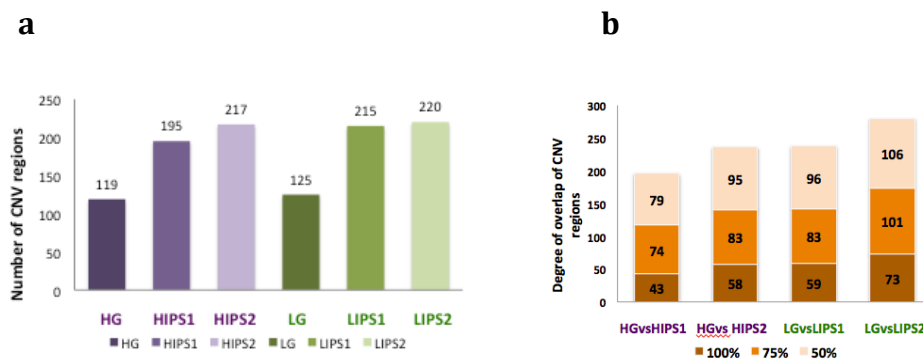 a
b
Number of CNV regions
250
200
150
100
50
0
119
195
217
125
215
220
HG
HIPS1
HIPS2
LG
LIPS1
LIPS2
HG HIPS1 HIPS2 LG LIPS1 LIPS2
Degree of overlap of CNV
regions
300
250
200
150
100
50
0
79
74
43
95
83
58
96
83
59
106
101
73
HGvsHIPS1
HGvs HIPS2
LGvsLIPS1
LGvsLIPS2
100% 75% 50%